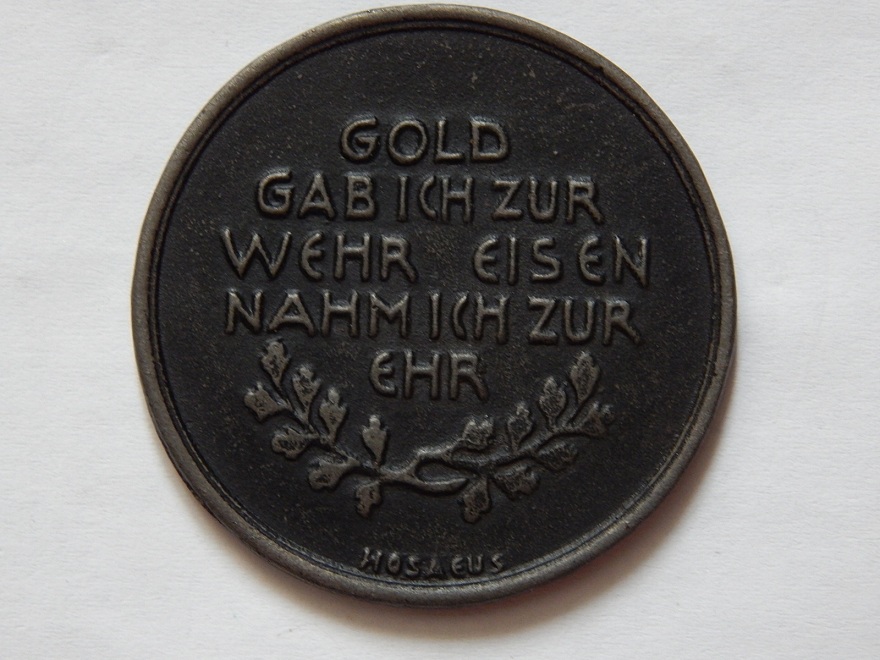 GOLD
GAB ICH ZUR
WEHR EISEN
NAHM ICH ZUR
EHR
HOSAEUS